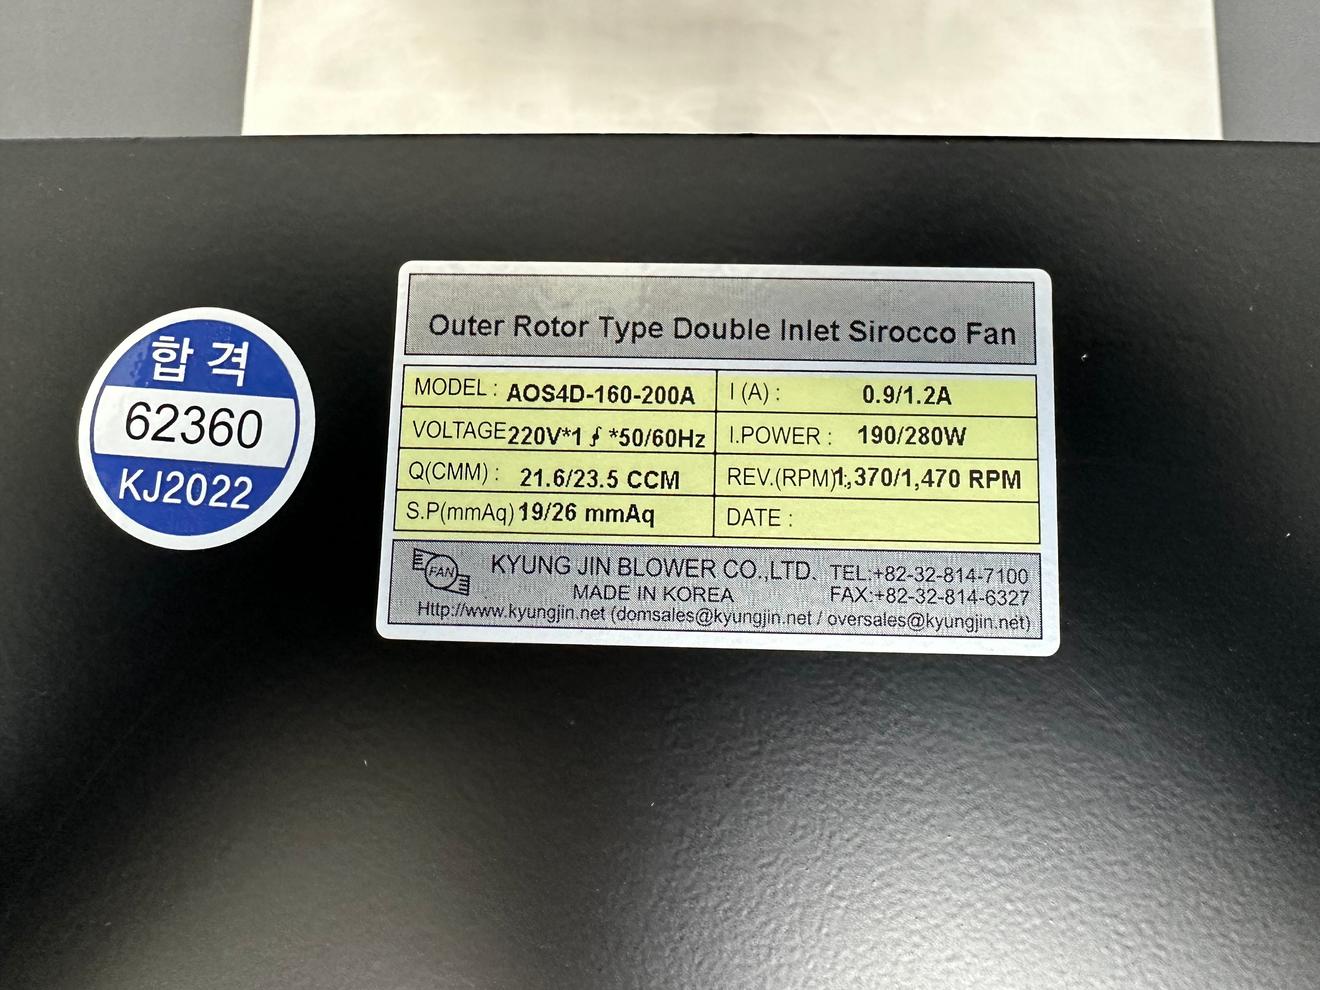 합격
62360
KJ2022
Outer Rotor Type Double Inlet Sirocco Fan
MODEL : AOS4D-160-200A
I (A) : 0.9/1.2A
VOLTAGE 220V*1 ∮ *50/60Hz
I.POWER : 190/280W
Q(CMM) : 21.6/23.5 CCM
REV.(RPM): 1,370/1,470 RPM
S.P(mmAq) 19/26 mmAq
DATE :
FAN
KYUNG JIN BLOWER CO.,LTD. TEL:+82-32-814-7100
MADE IN KOREA FAX:+82-32-814-6327
Http://www.kyungjin.net (domsales@kyungjin.net / oversales@kyungjin.net)